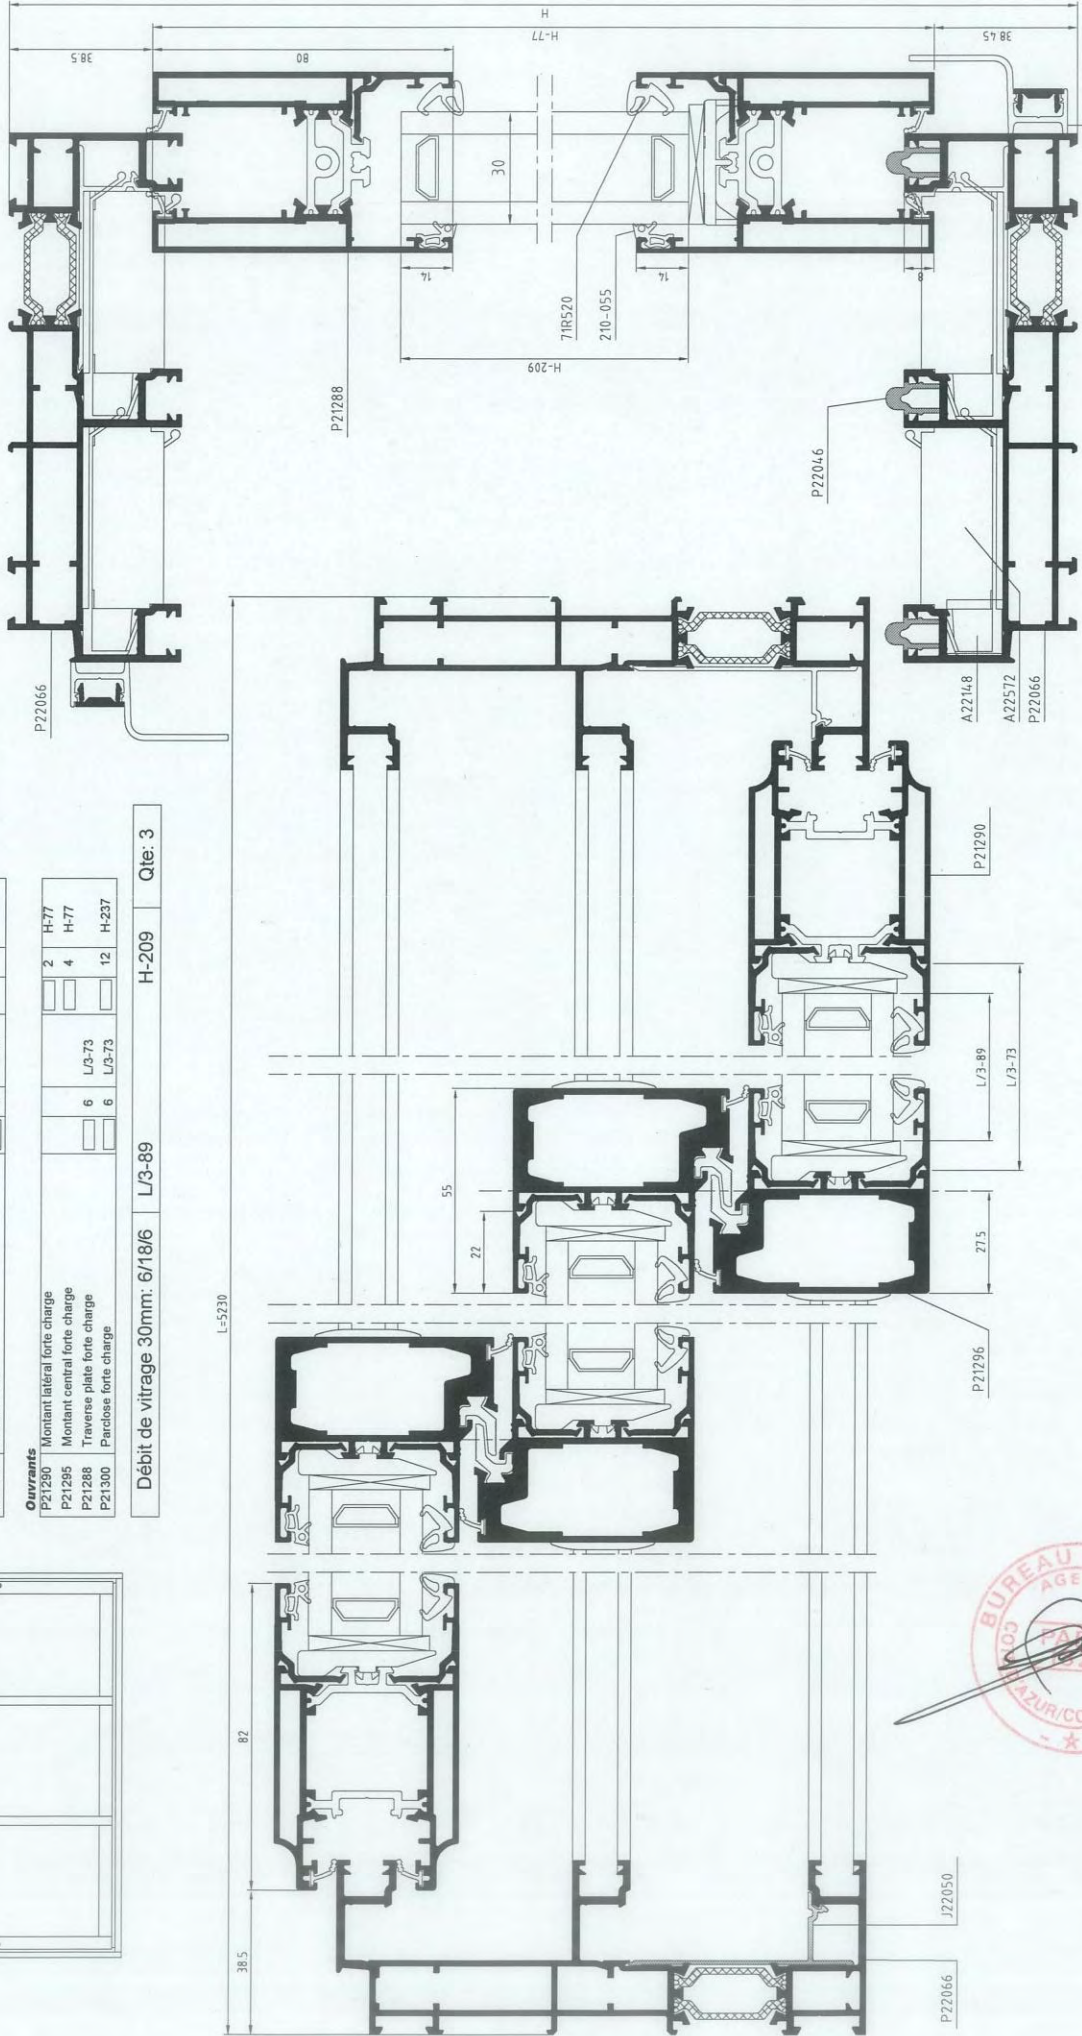 Ouvrants
P21290 Montant latéral forte charge 2 H-77
P21295 Montant central forte charge 4 H-77
P21288 Traverse plate forte charge 6 L/3-73
P21300 Parclose forte charge 6 L/3-73 12 H-237
Débit de vitrage 30mm: 6/18/6 L/3-89 H-209 Qte: 3
L=5230
P22066
H
H-77
38.5
80
38.45
P21288
30
14
14
8
H-209
71R520
210-055
P22046
A22148
A22572
P22066
P21290
L/3-89
L/3-73
55
22
27.5
P21296
82
38.5
J22050
P22066
BUREAU
AGE
AZUR/CO